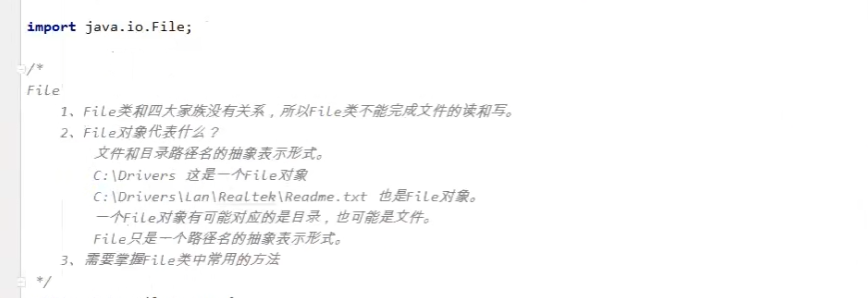 import java.io.File;
/*
File
1、File类和四大家族没有关系，所以File类不能完成文件的读和写。
2、File对象代表什么？
文件和目录路径名的抽象表示形式。
C:\Drivers 这是一个File对象
C:\Drivers\Lan\Realtek\Readme.txt 也是File对象。
一个File对象有可能对应的是目录，也可能是文件。
File只是一个路径名的抽象表示形式。
3、需要掌握File类中常用的方法
*/